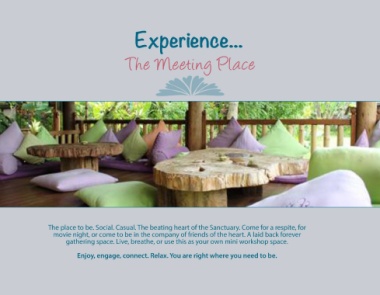 Experience...
The Meeting Place
The place to be. Social. Casual. The beating heart of the Sanctuary. Come for a respite, for
movie night, or come to be in the company of friends of the heart. A laid back forever
gathering space. Live, breathe, or use this as your own mini workshop space.
Enjoy, engage, connect. Relax. You are right where you need to be.